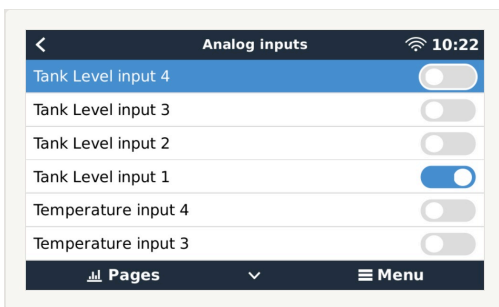 Analog inputs 10:22
Tank Level input 4
Tank Level input 3
Tank Level input 2
Tank Level input 1
Temperature input 4
Temperature input 3
Pages Menu